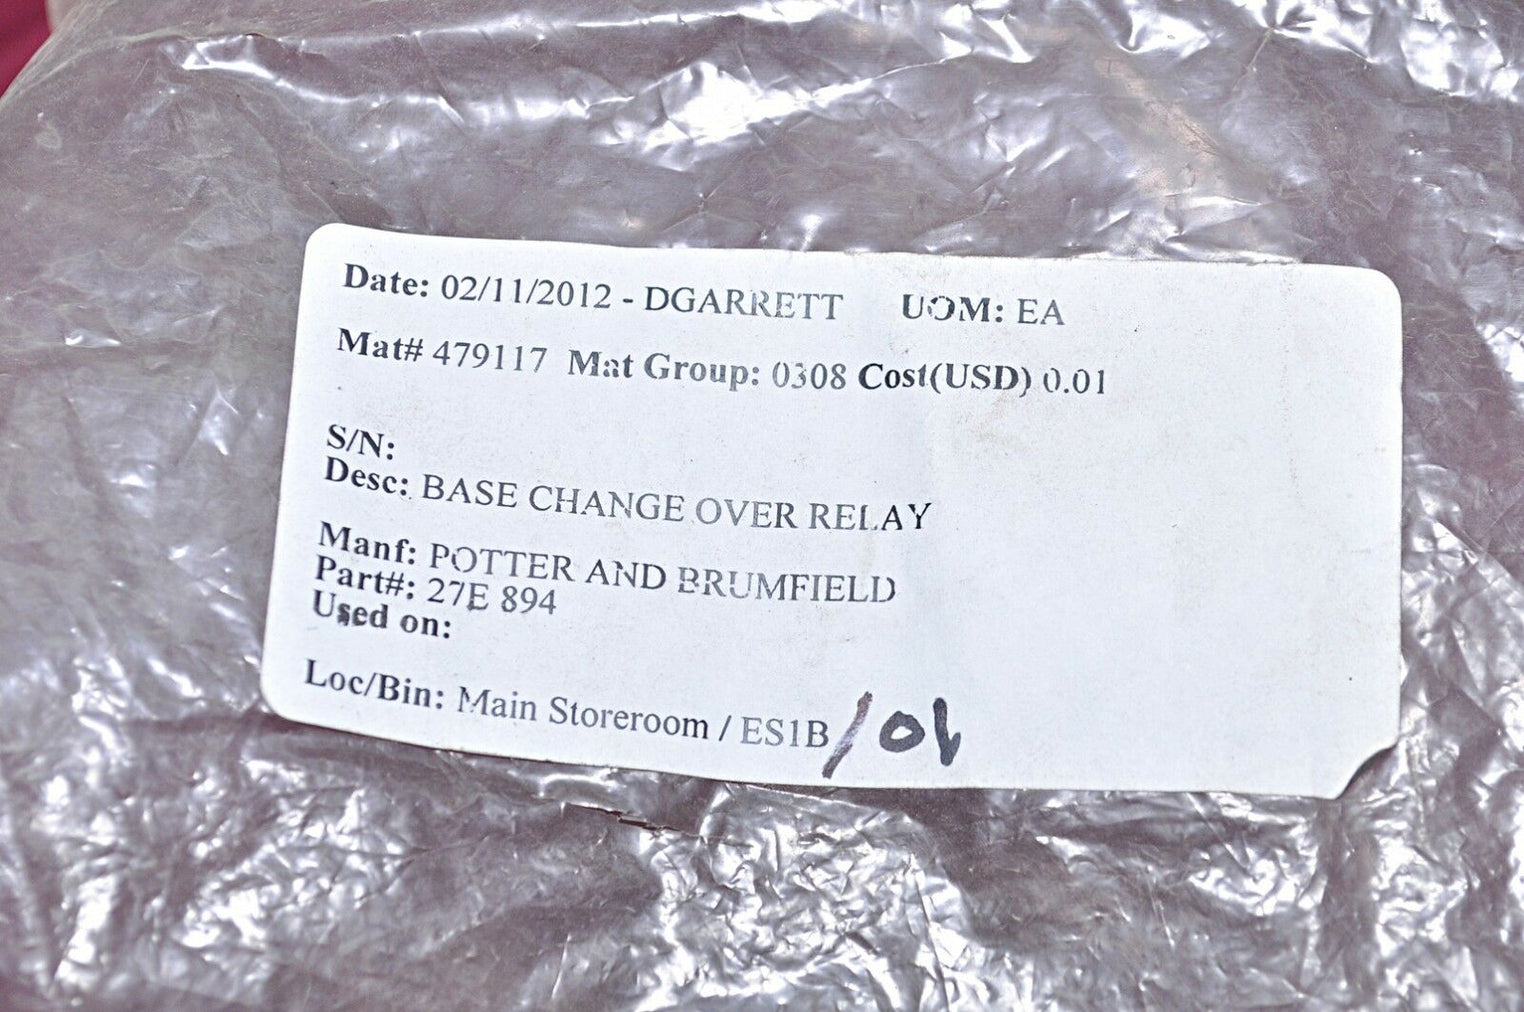 Date: 02/11/2012 - DGARRETT UOM: EA
Mat# 479117 Mat Group: 0308 Cost(USD) 0.01
S/N:
Desc: BASE CHANGE OVER RELAY
Manf: POTTER AND BRUMFIELD
Part#: 27E 894
Used on:
Loc/Bin: Main Storeroom / ES1B /01